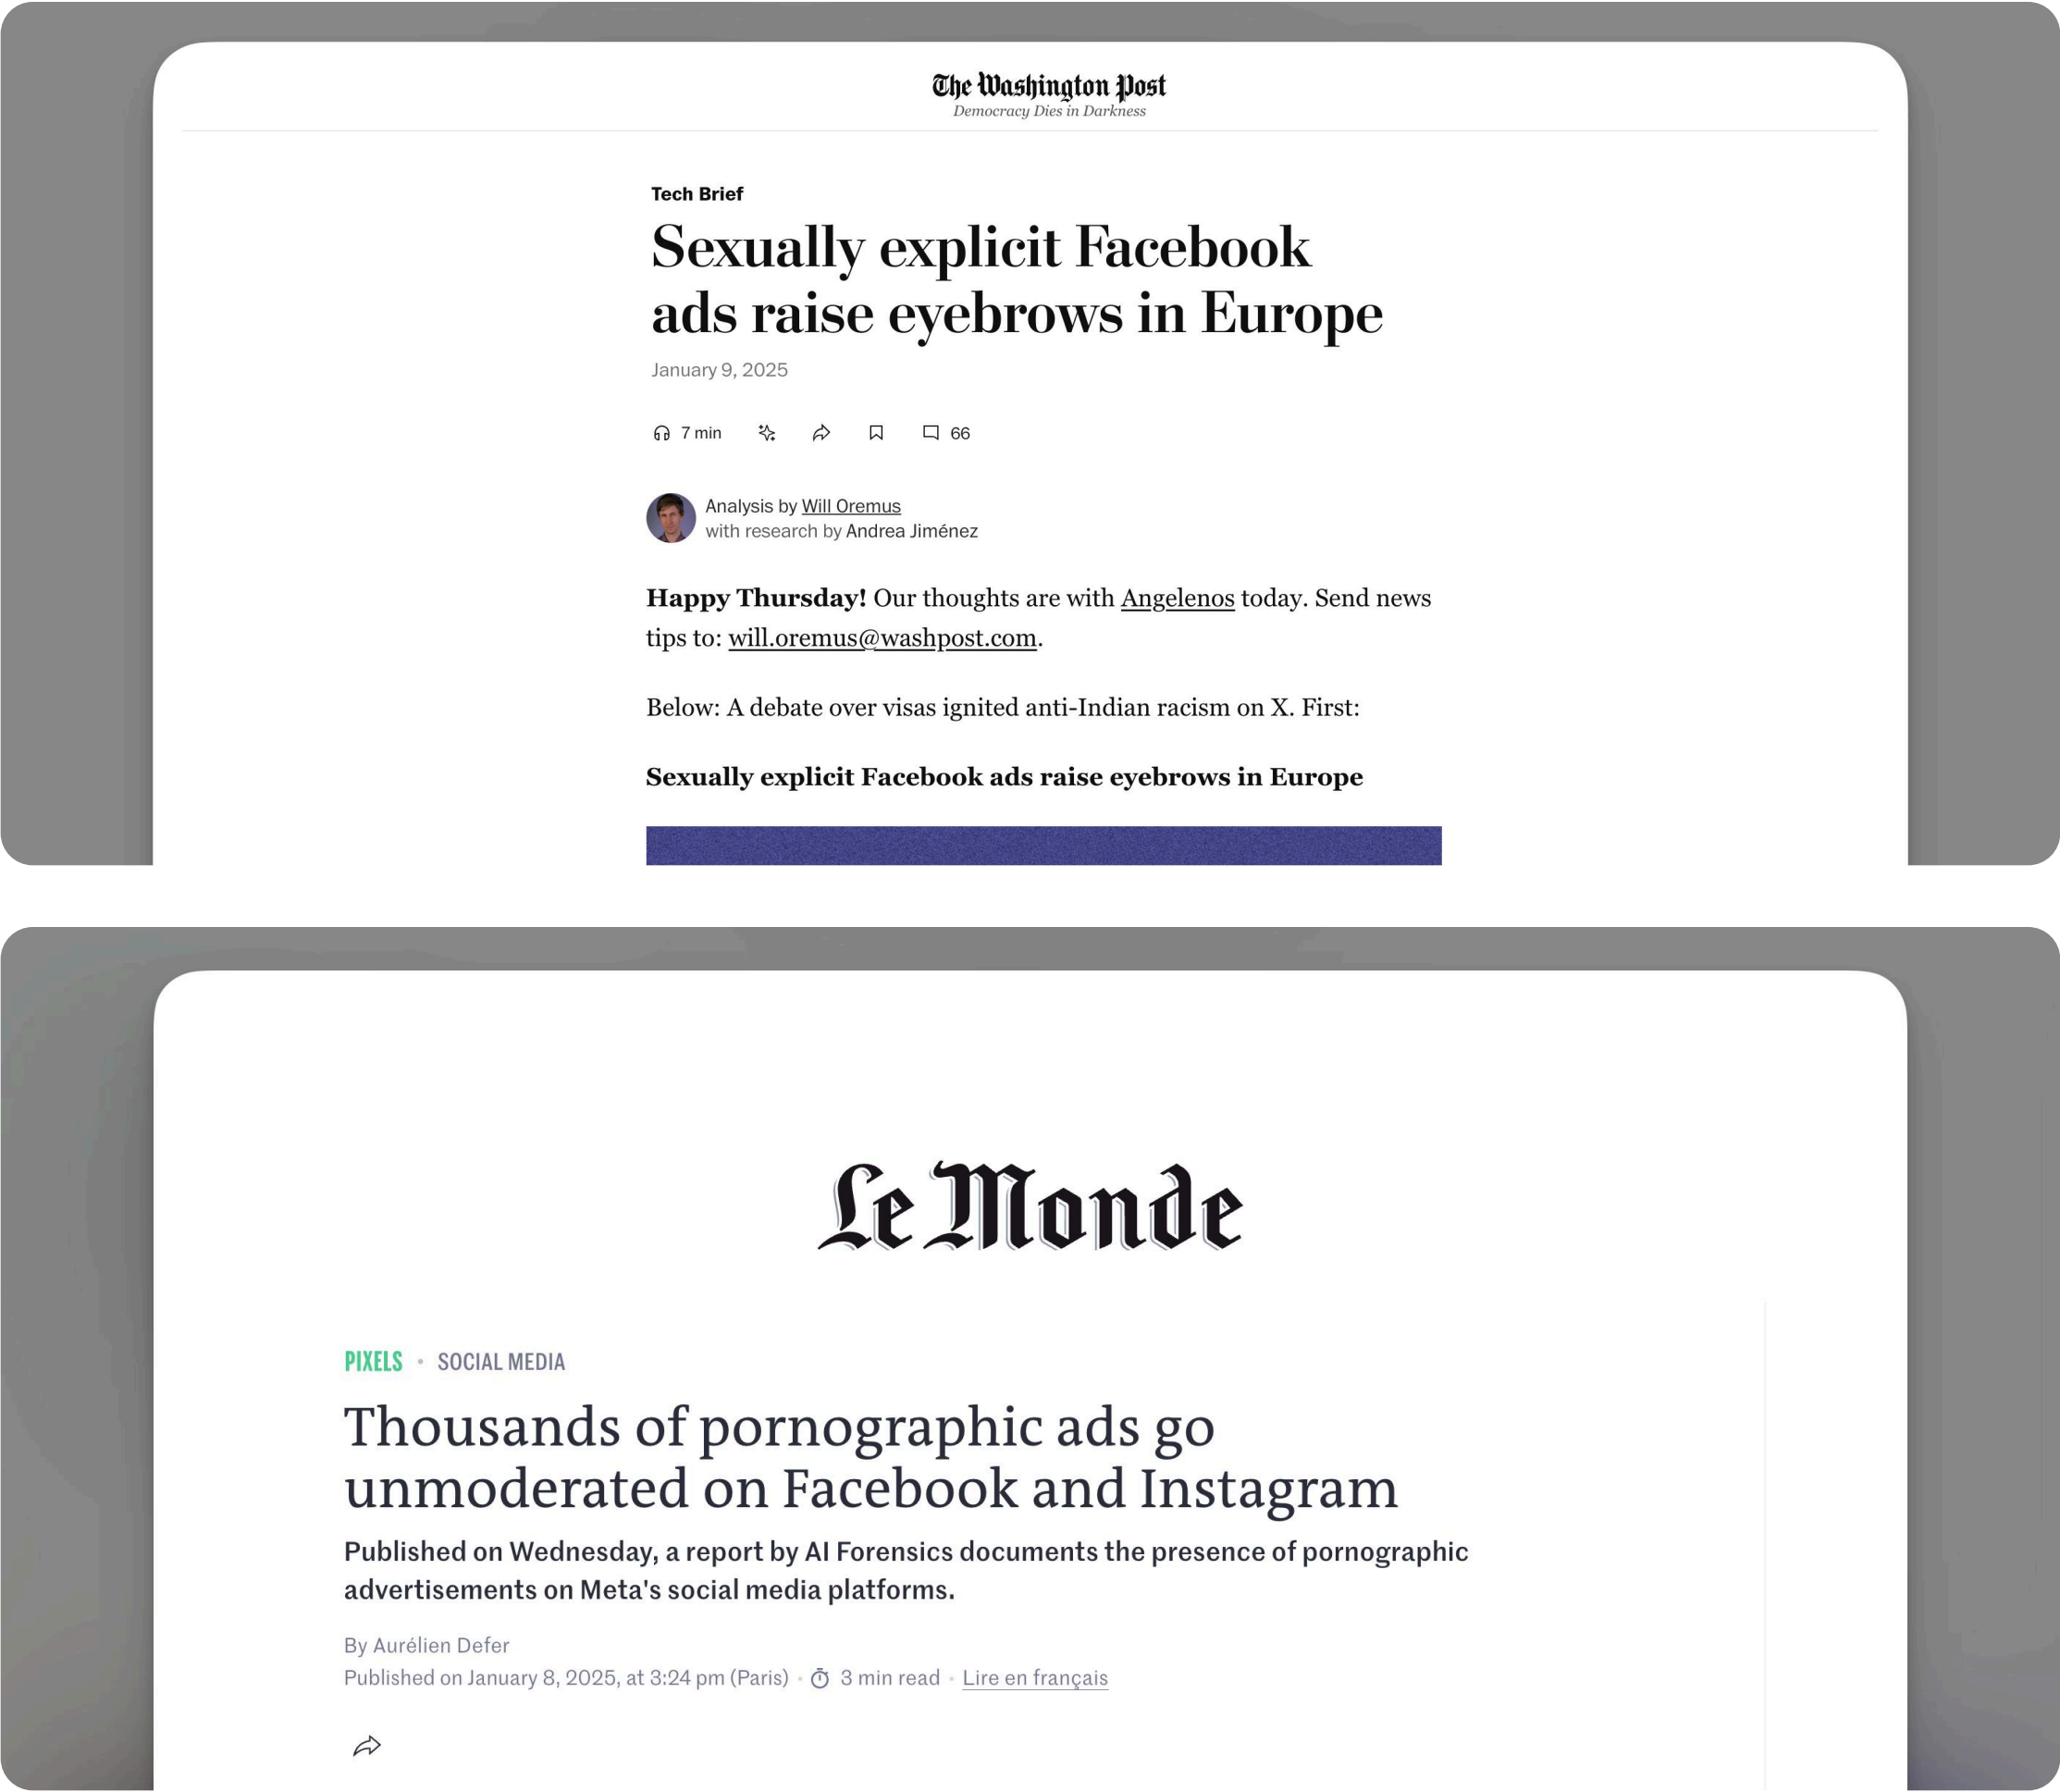 The Washington Post
Democracy Dies in Darkness
Tech Brief
Sexually explicit Facebook
ads raise eyebrows in Europe
January 9, 2025
7 min 66
Analysis by Will Oremus
with research by Andrea Jiménez
Happy Thursday! Our thoughts are with Angelenos today. Send news
tips to: will.oremus@washpost.com.
Below: A debate over visas ignited anti-Indian racism on X. First:
Sexually explicit Facebook ads raise eyebrows in Europe
Le Monde
PIXELS • SOCIAL MEDIA
Thousands of pornographic ads go
unmoderated on Facebook and Instagram
Published on Wednesday, a report by AI Forensics documents the presence of pornographic
advertisements on Meta's social media platforms.
By Aurélien Defer
Published on January 8, 2025, at 3:24 pm (Paris) • 3 min read • Lire en français